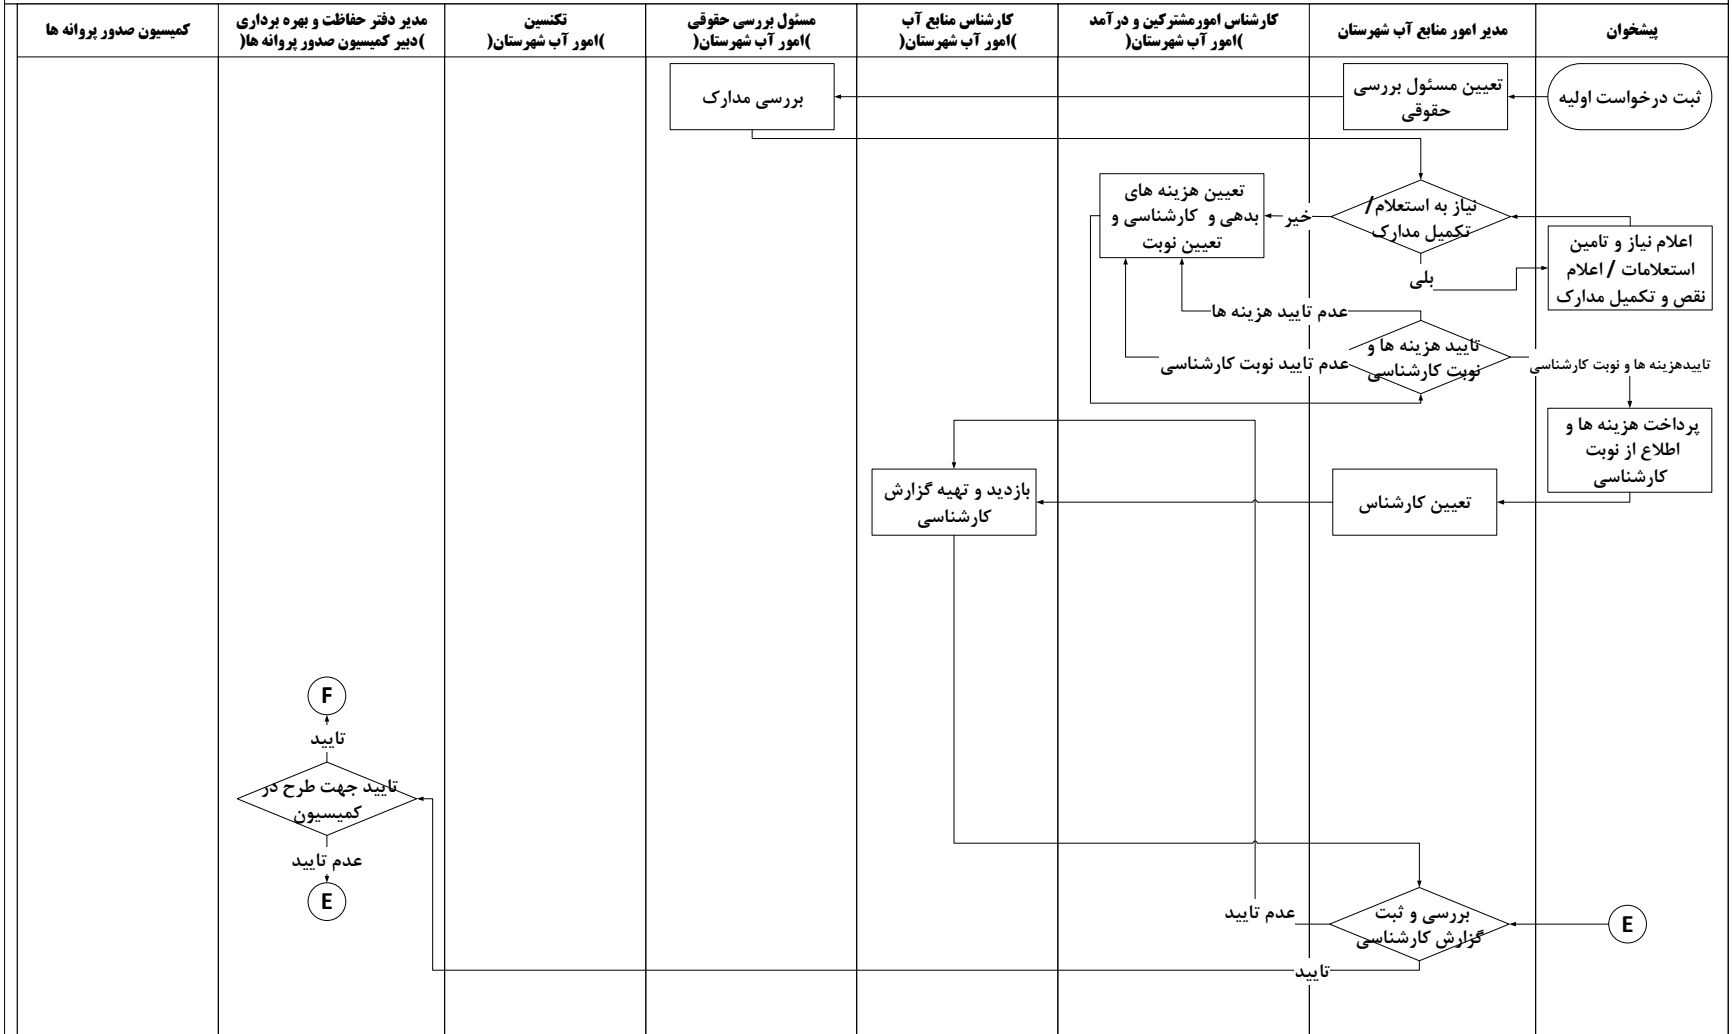 پیشخوان
مدیر امور منابع آب شهرستان
کارشناس امورمشترکین و درآمد
)امور آب شهرستان(
کارشناس منابع آب
)امور آب شهرستان(
مسئول بررسی حقوقی
)امور آب شهرستان(
تکنسین
)امور آب شهرستان(
مدیر دفتر حفاظت و بهره برداری
)دبیر کمیسیون صدور پروانه ها(
کمیسیون صدور پروانه ها
ثبت درخواست اولیه
تعیین مسئول بررسی
حقوقی
بررسی مدارک
نیاز به استعلام/
تکمیل مدارک
خیر
تعیین هزینه های
بدهی و کارشناسی و
تعیین نوبت
بلی
اعلام نیاز و تامین
استعلامات / اعلام
نقص و تکمیل مدارک
عدم تایید هزینه ها
تایید هزینه ها و
نوبت کارشناسی
عدم تایید نوبت کارشناسی
تاییدهزینه ها و نوبت کارشناسی
پرداخت هزینه ها و
اطلاع از نوبت
کارشناسی
تعیین کارشناس
بازدید و تهیه گزارش
کارشناسی
F
تایید
تایید جهت طرح در
کمیسیون
عدم تایید
E
E
بررسی و ثبت
گزارش کارشناسی
عدم تایید
تایید